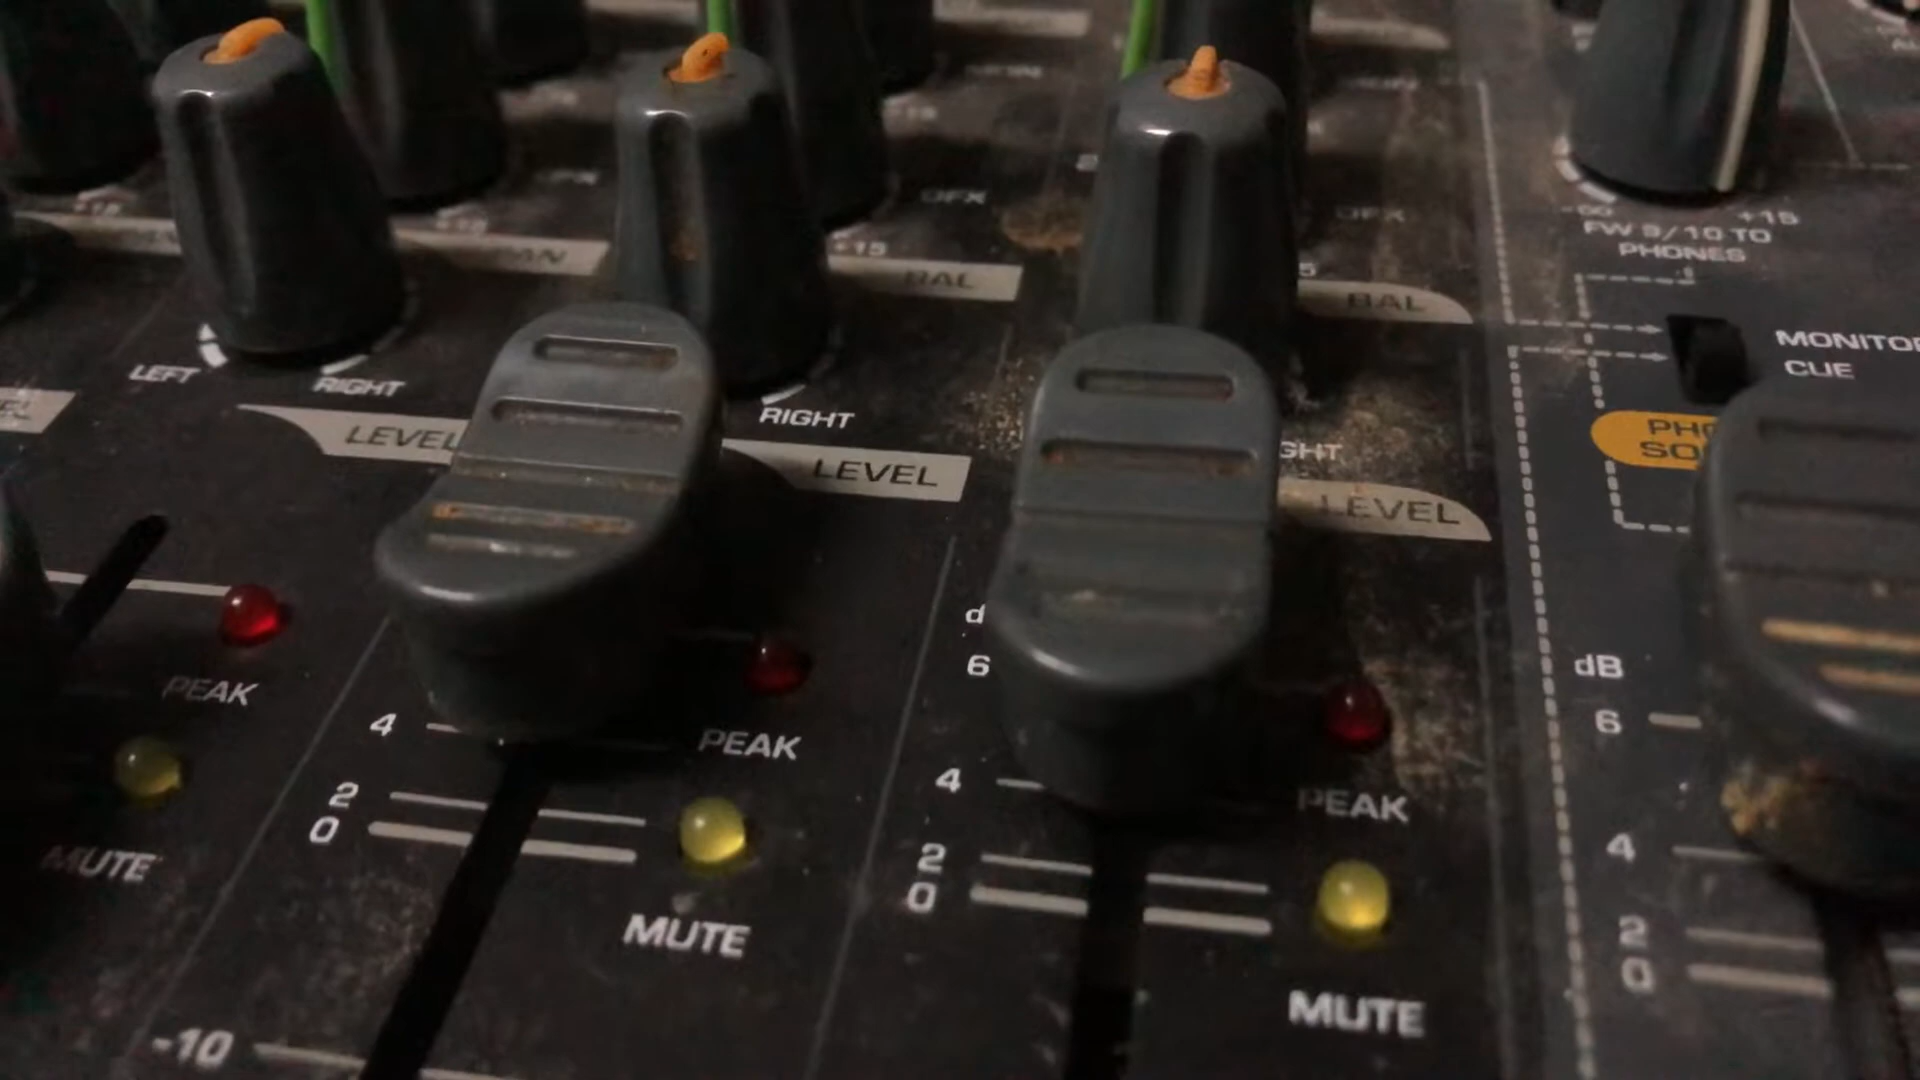 +15
OFX
+15
OFX
+15
FW 9/10 TO
PHONES
PAN
BAL
BAL
MONITOR
CUE
LEFT
RIGHT
RIGHT
LEVEL
LEVEL
LEVEL
dB
6
6
PEAK
4
PEAK
4
PEAK
4
2
0
2
0
2
0
MUTE
MUTE
MUTE
-10